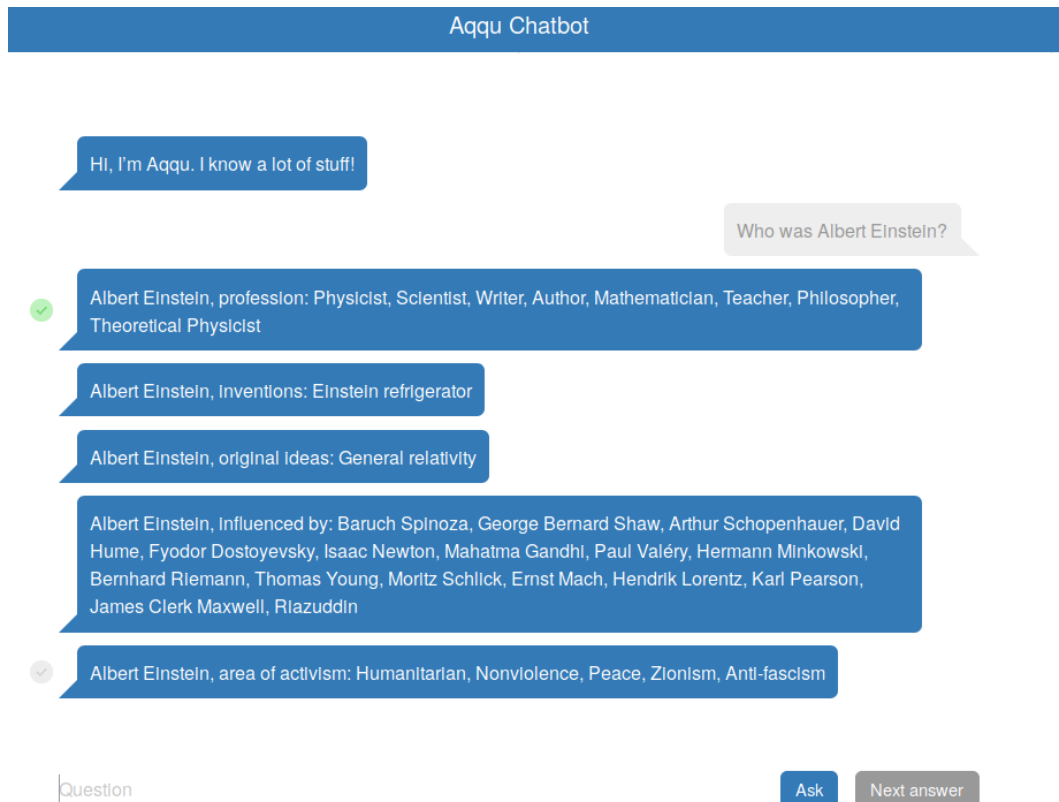 Aqqu Chatbot
Hi, I'm Aqqu. I know a lot of stuff!
Who was Albert Einstein?
Albert Einstein, profession: Physicist, Scientist, Writer, Author, Mathematician, Teacher, Philosopher,
Theoretical Physicist
Albert Einstein, inventions: Einstein refrigerator
Albert Einstein, original ideas: General relativity
Albert Einstein, influenced by: Baruch Spinoza, George Bernard Shaw, Arthur Schopenhauer, David
Hume, Fyodor Dostoyevsky, Isaac Newton, Mahatma Gandhi, Paul Valéry, Hermann Minkowski,
Bernhard Riemann, Thomas Young, Moritz Schlick, Ernst Mach, Hendrik Lorentz, Karl Pearson,
James Clerk Maxwell, Riazuddin
Albert Einstein, area of activism: Humanitarian, Nonviolence, Peace, Zionism, Anti-fascism
Question
Ask
Next answer